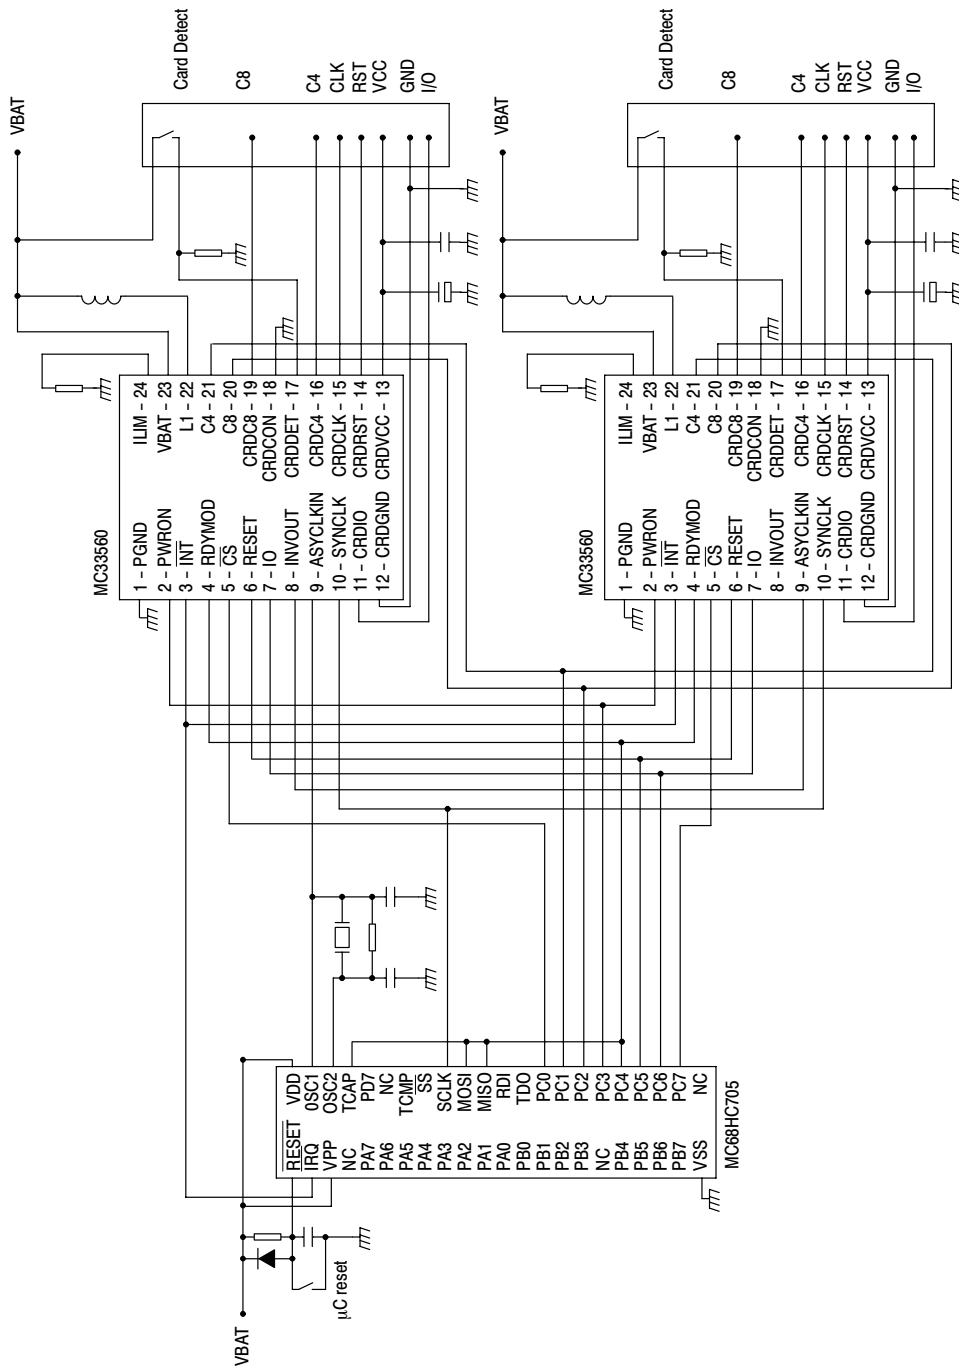 VBAT
μC reset
RESET
IRQ
VPP
NC
PA7
PA6
PA5
PA4
PA3
PA2
PA1
PA0
PB0
PB1
PB2
PB3
NC
PB4
PB5
PB6
PB7
VSS
VDD
0SC1
OSC2
TCAP
PD7
NC
TCMP
SS
SCLK
MOSI
MISO
RDI
TDO
PC0
PC1
PC2
PC3
PC4
PC5
PC6
PC7
NC
MC68HC705
MC33560
1 - PGND
2 - PWRON
3 - INT
4 - RDYMOD
5 - CS
6 - RESET
7 - IO
8 - INVOUT
9 - ASYCLKIN
10 - SYNCLK
11 - CRDIO
12 - CRDGND
ILIM - 24
VBAT - 23
L1 - 22
C4 - 21
C8 - 20
CRDC8 - 19
CRDCON - 18
CRDDET - 17
CRDC4 - 16
CRDCLK - 15
CRDRST - 14
CRDVCC - 13
VBAT
Card Detect
C8
C4
CLK
RST
VCC
GND
I/O
MC33560
1 - PGND
2 - PWRON
3 - INT
4 - RDYMOD
5 - CS
6 - RESET
7 - IO
8 - INVOUT
9 - ASYCLKIN
10 - SYNCLK
11 - CRDIO
12 - CRDGND
ILIM - 24
VBAT - 23
L1 - 22
C4 - 21
C8 - 20
CRDC8 - 19
CRDCON - 18
CRDDET - 17
CRDC4 - 16
CRDCLK - 15
CRDRST - 14
CRDVCC - 13
VBAT
Card Detect
C8
C4
CLK
RST
VCC
GND
I/O